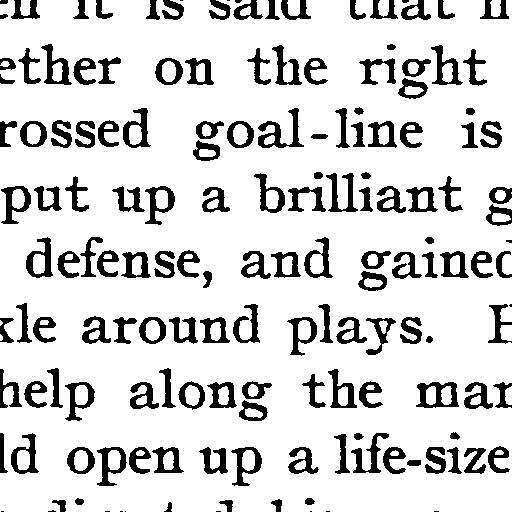 it is said that
ether on the right
rossed goal-line is
put up a brilliant g
defense, and gained
kle around plays. H
help along the man
ld open up a life-size